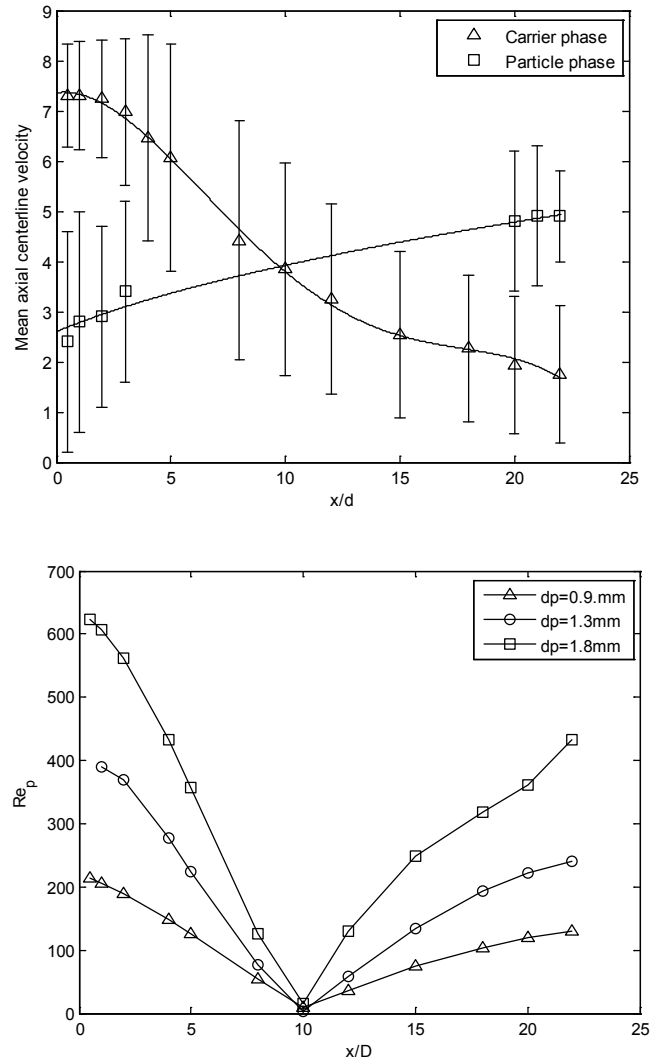 9
8
7
6
5
4
3
2
1
0
Mean axial centerline velocity
Carrier phase
Particle phase
0 5 10 15 20 25
x/d
700
600
500
400
300
200
100
0
Re_p
dp=0.9.mm
dp=1.3mm
dp=1.8mm
0 5 10 15 20 25
x/D